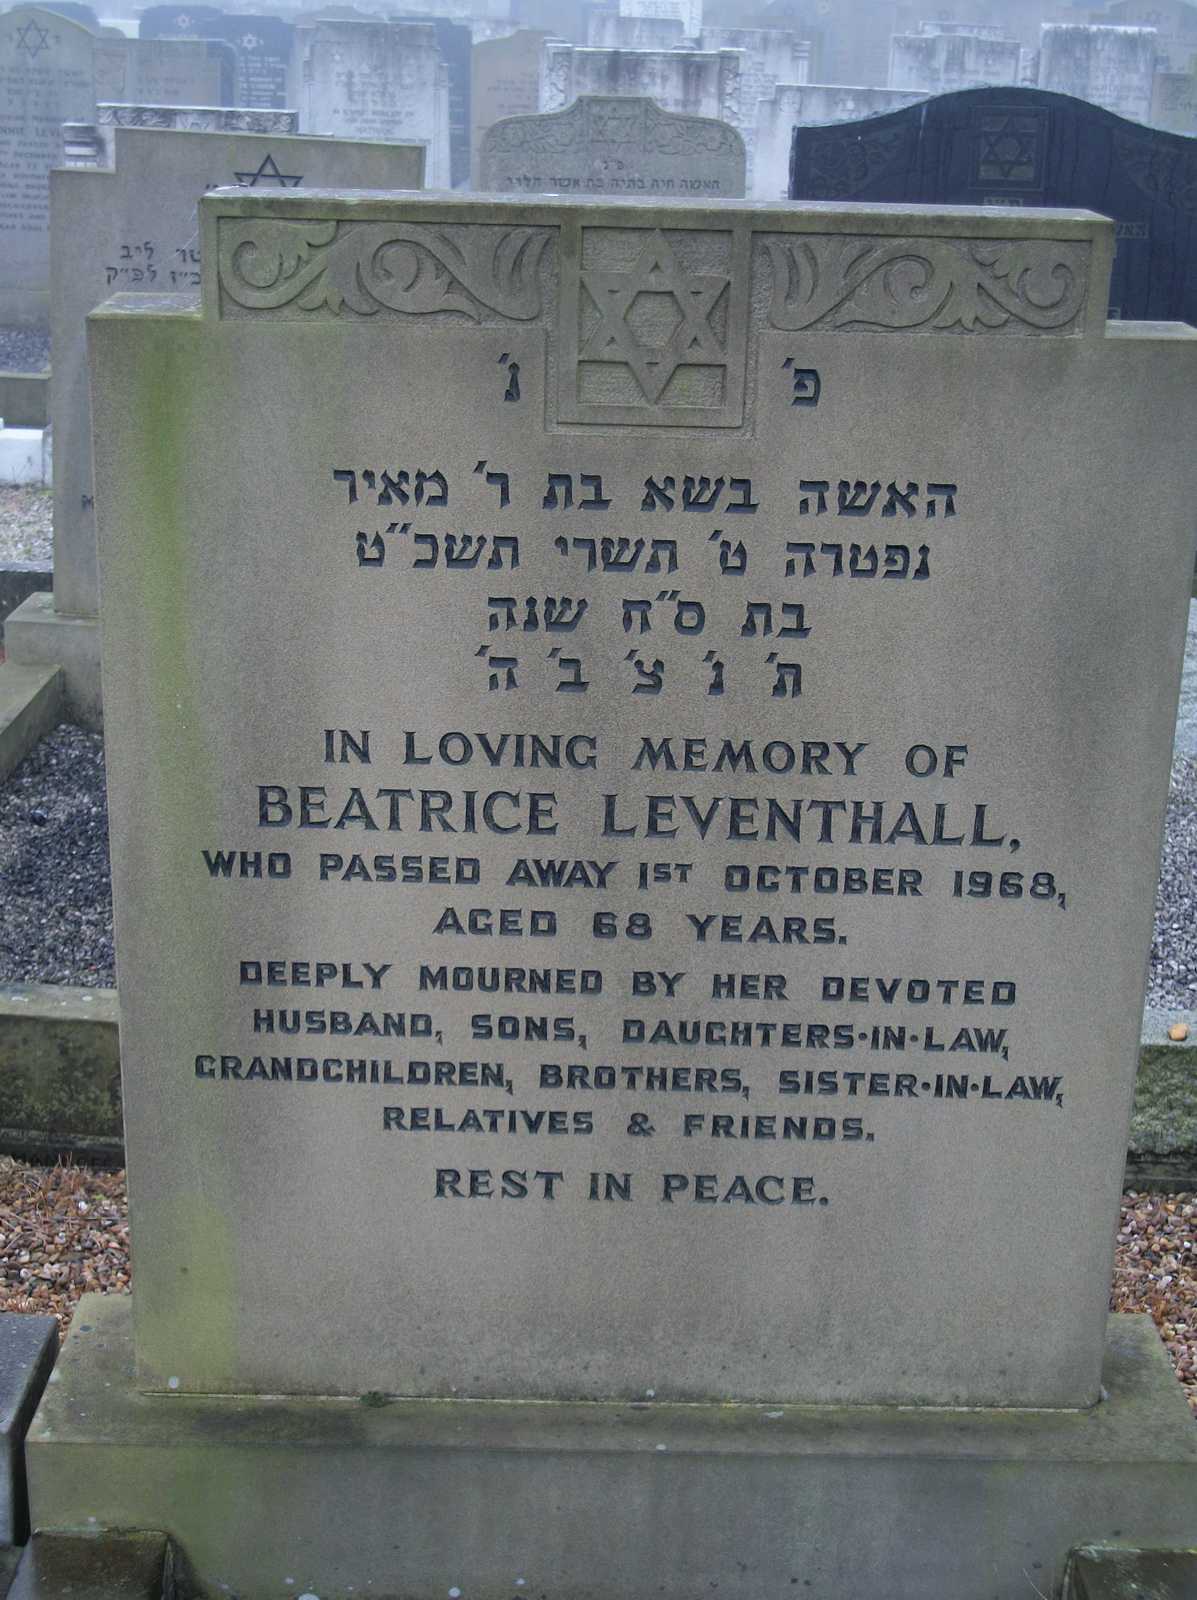 פ׳ נ׳
האשה בשא בת ר׳ מאיר
נפטרה ט׳ תשרי תשכ״ט
בת ס״ח שנה
ת׳ נ׳ צ׳ ב׳ ה׳
IN LOVING MEMORY OF
BEATRICE LEVENTHALL,
WHO PASSED AWAY 1ST OCTOBER 1968,
AGED 68 YEARS.
DEEPLY MOURNED BY HER DEVOTED
HUSBAND, SONS, DAUGHTERS·IN·LAW,
GRANDCHILDREN, BROTHERS, SISTER·IN·LAW,
RELATIVES & FRIENDS.
REST IN PEACE.